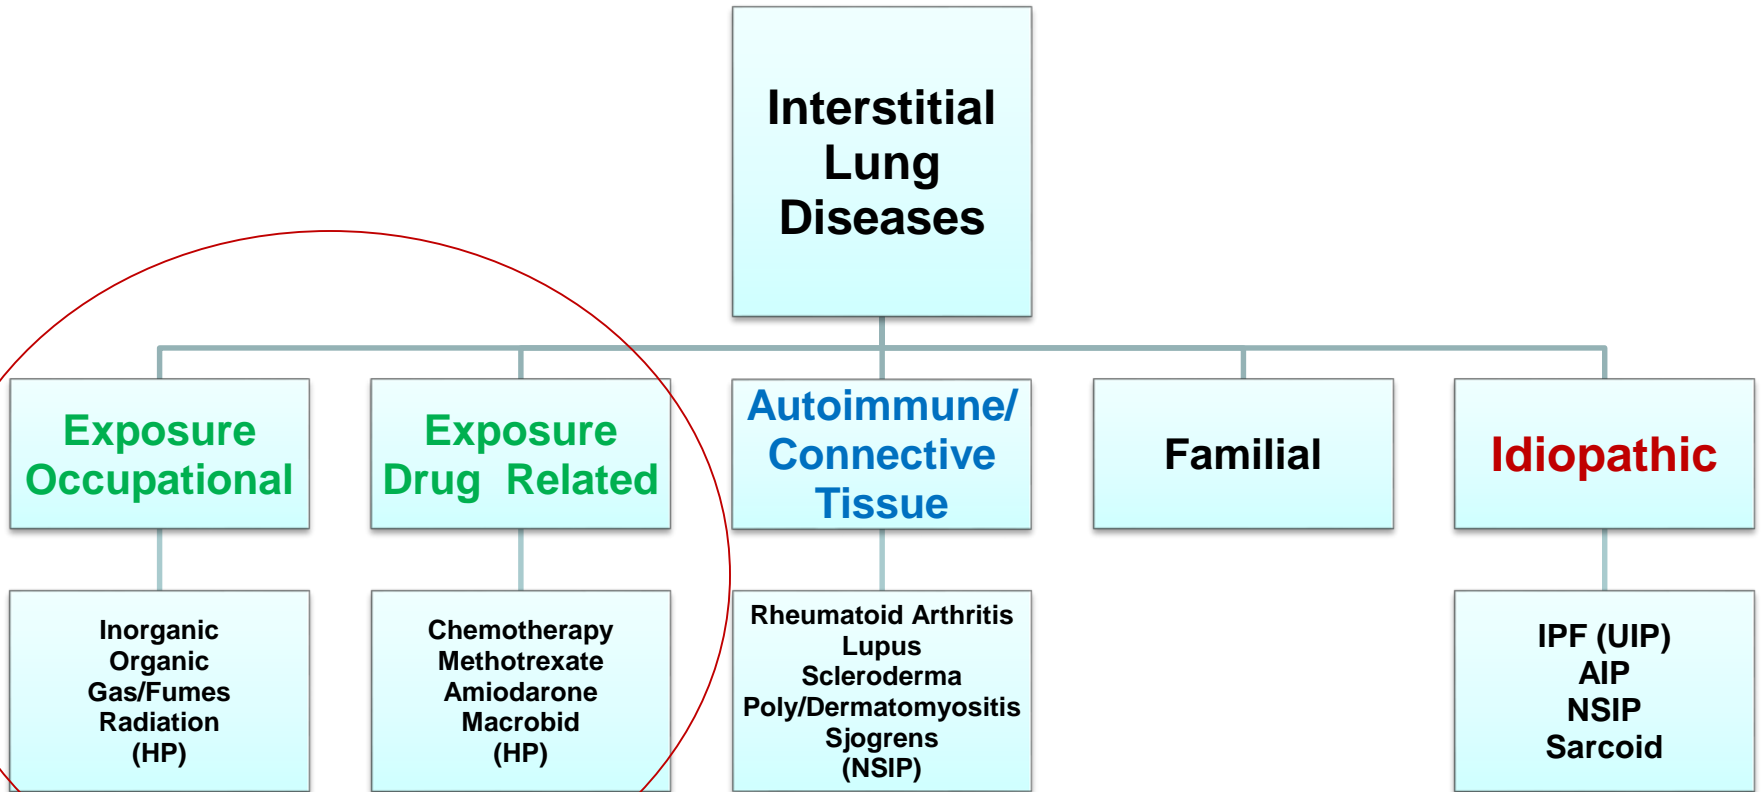 Interstitial
Lung
Diseases
Exposure
Occupational
Exposure
Drug Related
Autoimmune/
Connective
Tissue
Familial
Idiopathic
Inorganic
Organic
Gas/Fumes
Radiation
(HP)
Chemotherapy
Methotrexate
Amiodarone
Macrobid
(HP)
Rheumatoid Arthritis
Lupus
Scleroderma
Poly/Dermatomyositis
Sjogrens
(NSIP)
IPF (UIP)
AIP
NSIP
Sarcoid